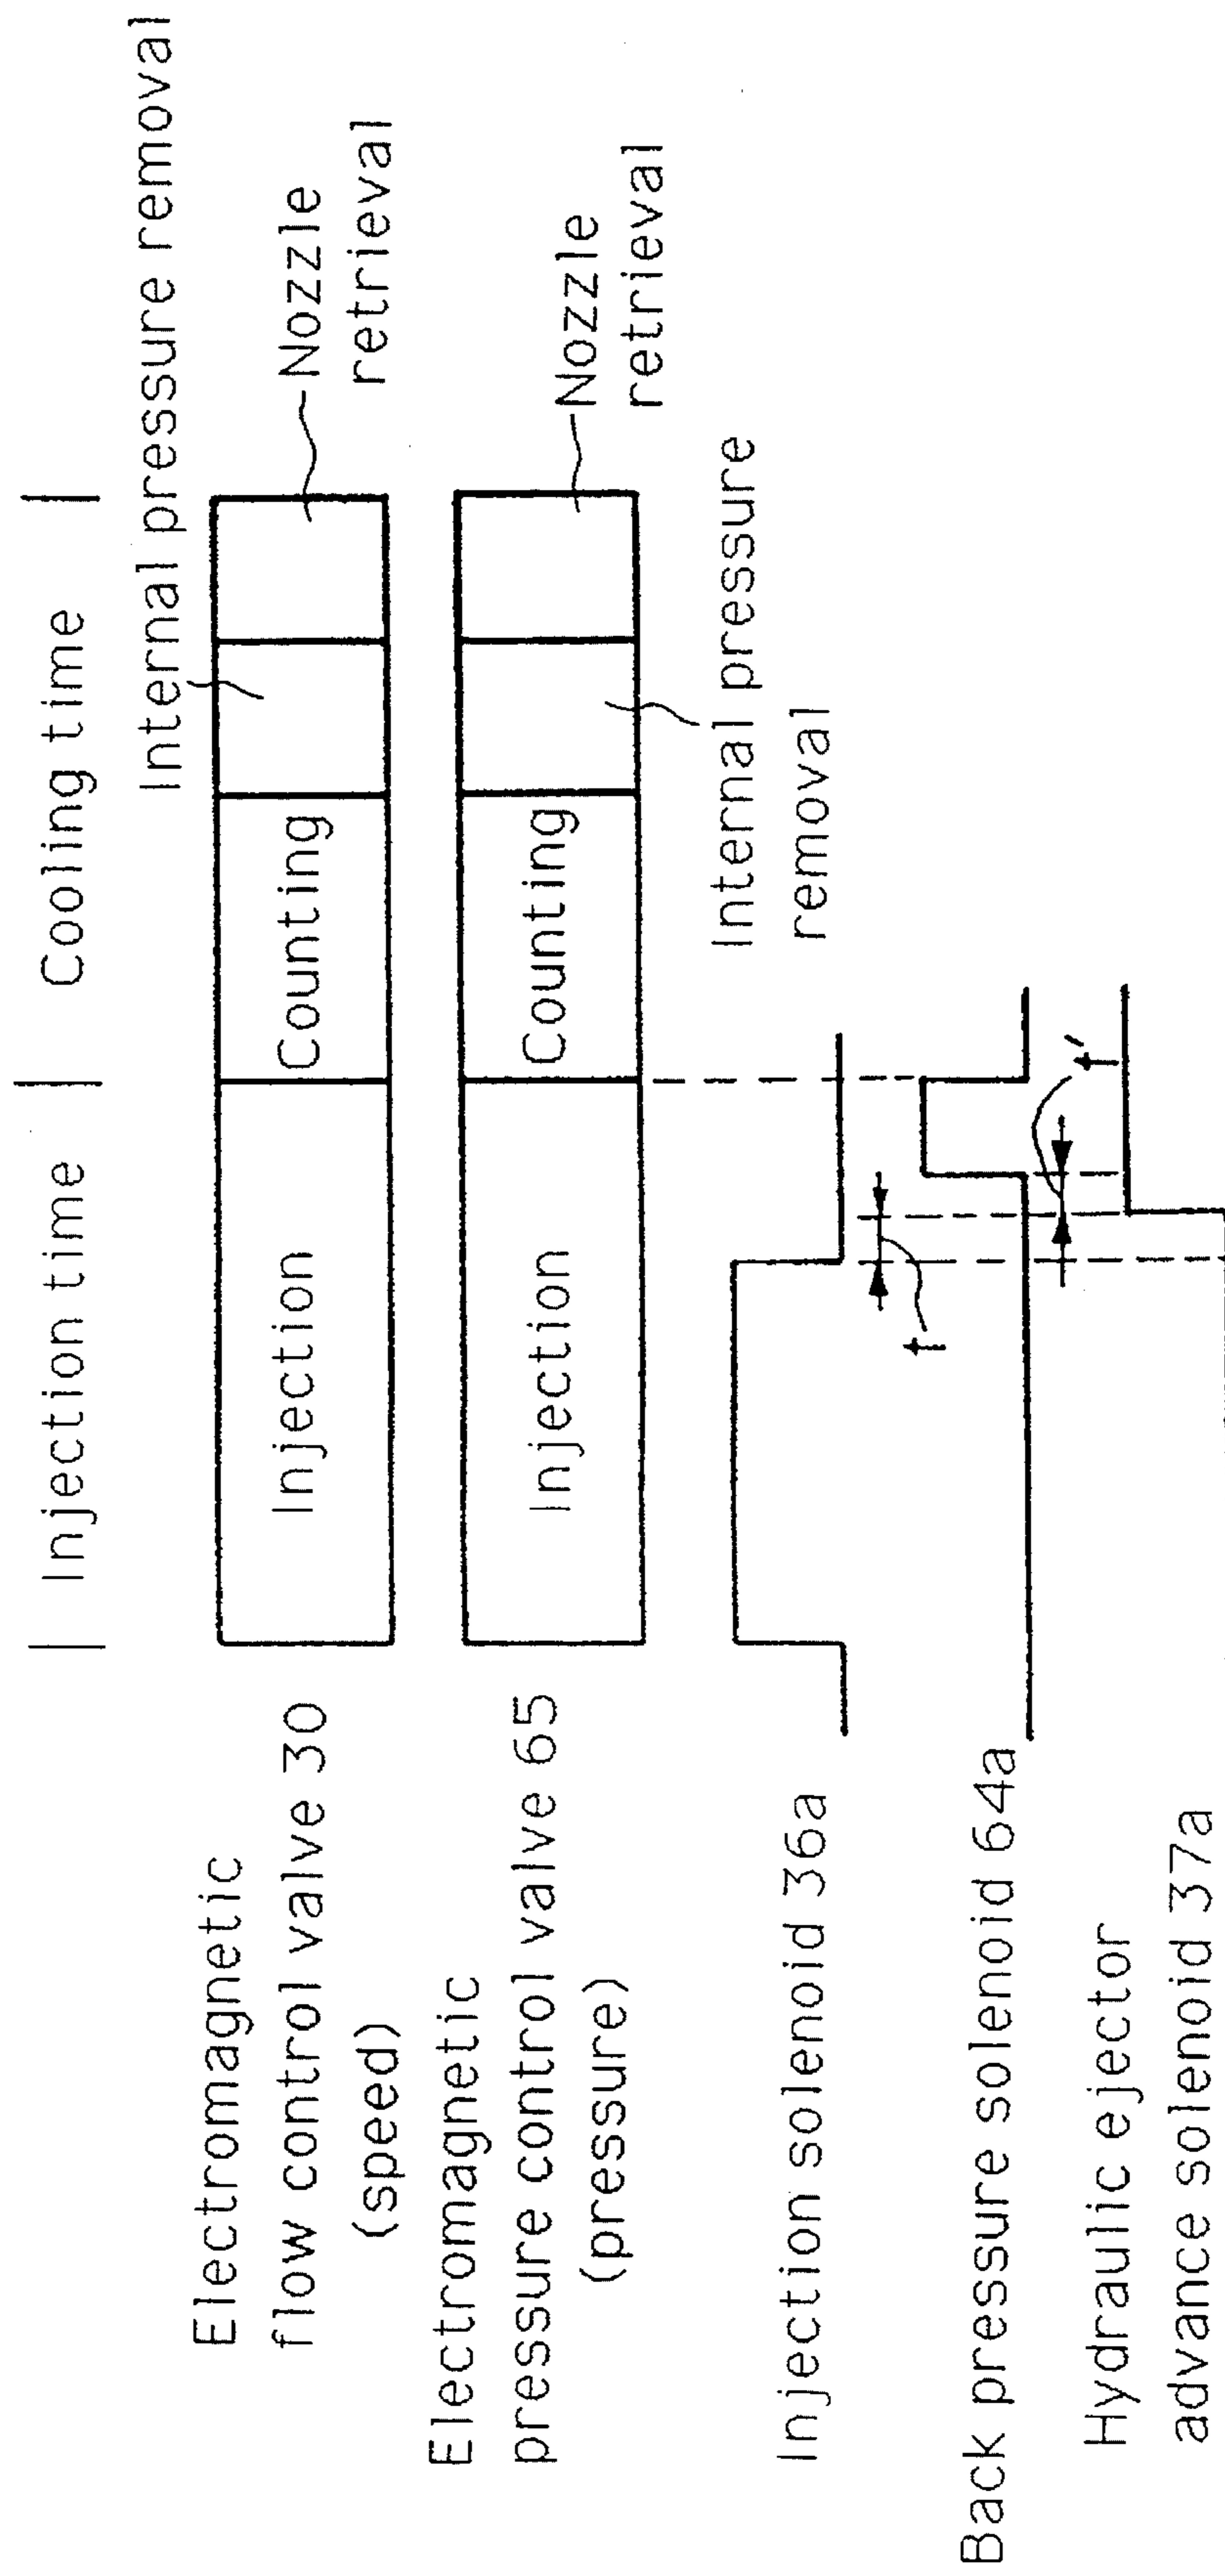 Injection time
Cooling time
Internal pressure removal
Electromagnetic
flow control valve 30
(speed)
Injection
Counting
Nozzle
retrieval
Electromagnetic
pressure control valve 65
(pressure)
Injection
Counting
Nozzle
retrieval
Internal pressure
removal
Injection solenoid 36a
t
Back pressure solenoid 64a
t'
Hydraulic ejector
advance solenoid 37a